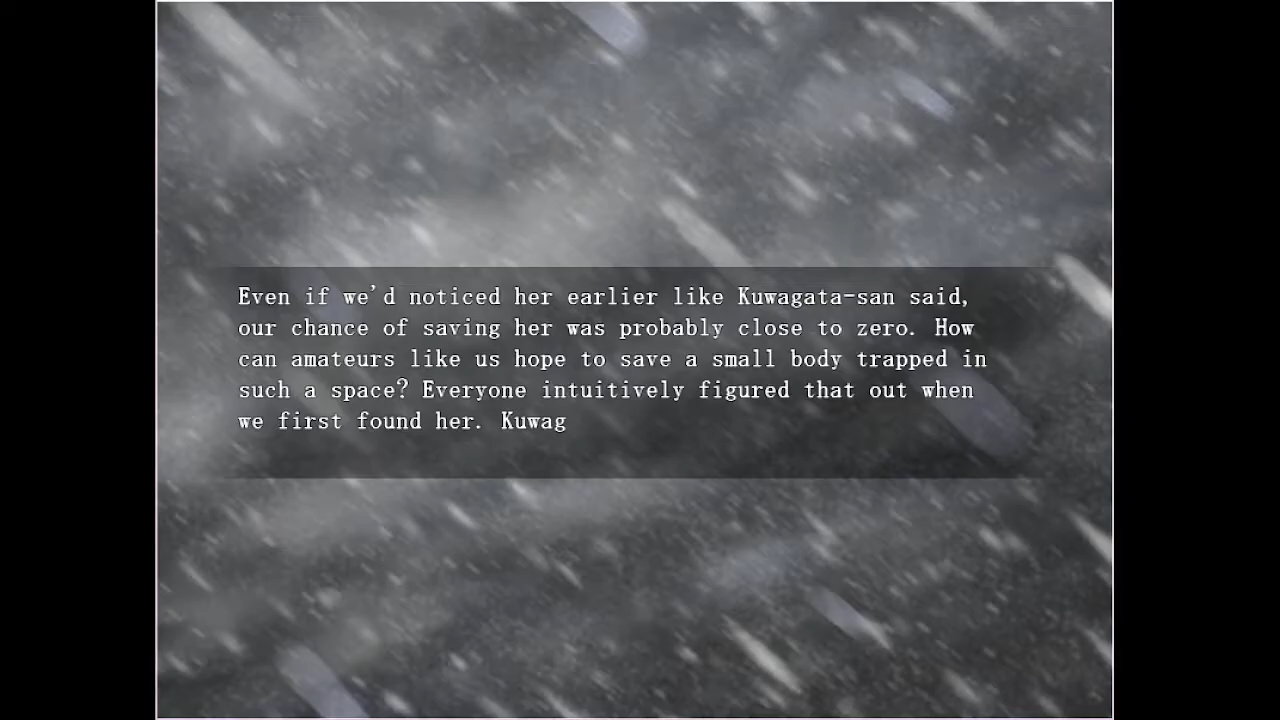 Even if we'd noticed her earlier like Kuwagata-san said,
our chance of saving her was probably close to zero. How
can amateurs like us hope to save a small body trapped in
such a space? Everyone intuitively figured that out when
we first found her. Kuwag